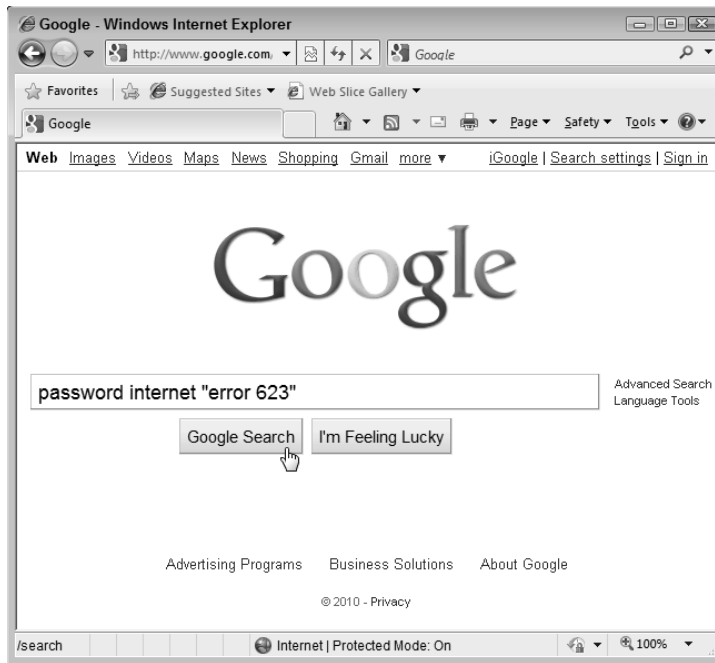 Google - Windows Internet Explorer
http://www.google.com/ Google
Favorites Suggested Sites ▼ Web Slice Gallery ▼
Google Page ▼ Safety ▼ Tools ▼
Web Images Videos Maps News Shopping Gmail more ▼ iGoogle | Search settings | Sign in
Google
password internet "error 623"
Advanced Search
Language Tools
Google Search I'm Feeling Lucky
Advertising Programs Business Solutions About Google
© 2010 - Privacy
/search Internet | Protected Mode: On 100% ▼